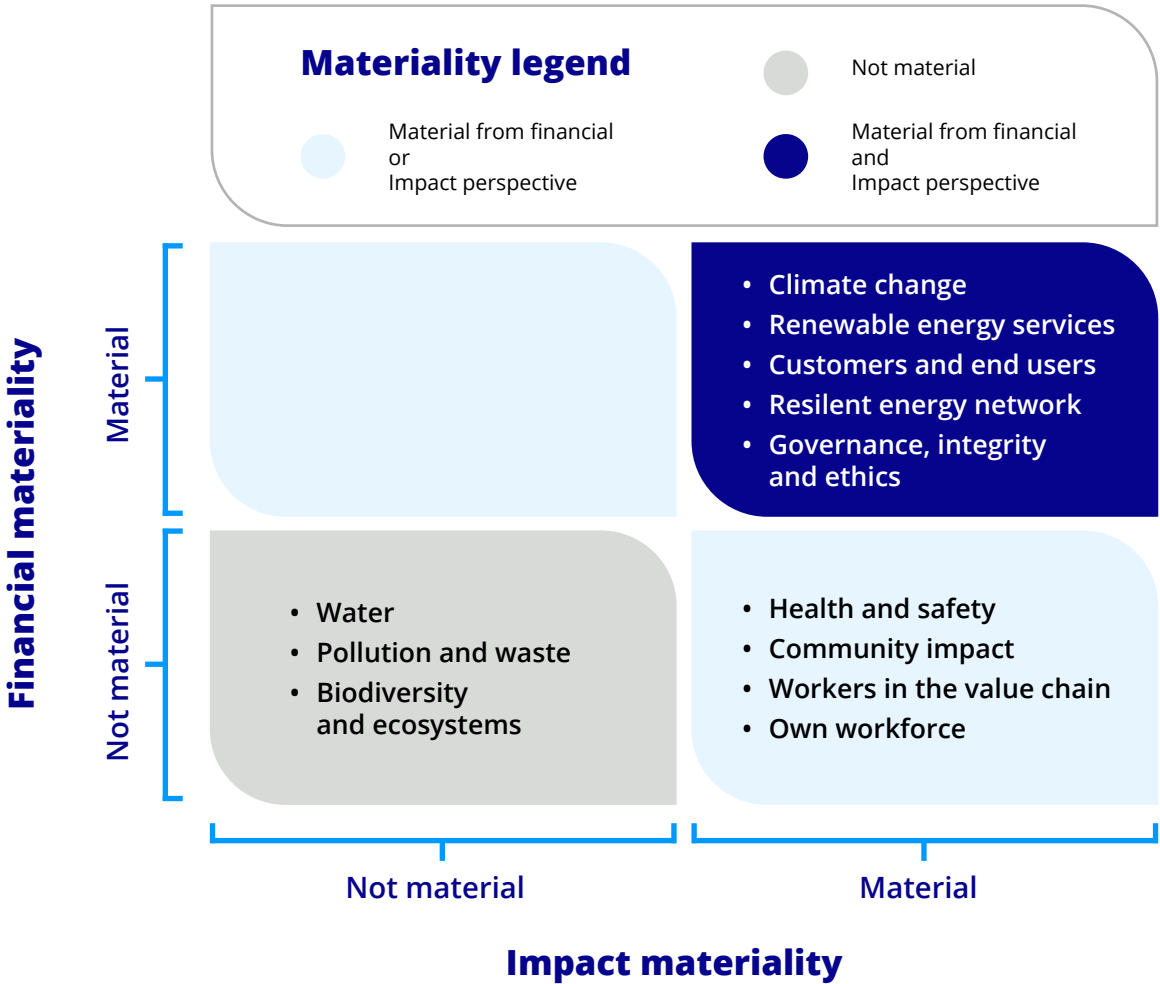 Materiality legend
Not material
Material from financial
or
Impact perspective
Material from financial
and
Impact perspective
Financial materiality
Material
Not material
• Climate change
• Renewable energy services
• Customers and end users
• Resilent energy network
• Governance, integrity
and ethics
• Water
• Pollution and waste
• Biodiversity
and ecosystems
• Health and safety
• Community impact
• Workers in the value chain
• Own workforce
Not material
Material
Impact materiality